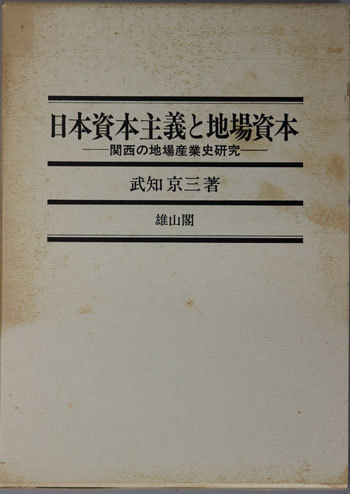 日本資本主義と地場資本
──関西の地場産業史研究──
武知京三著
雄山閣